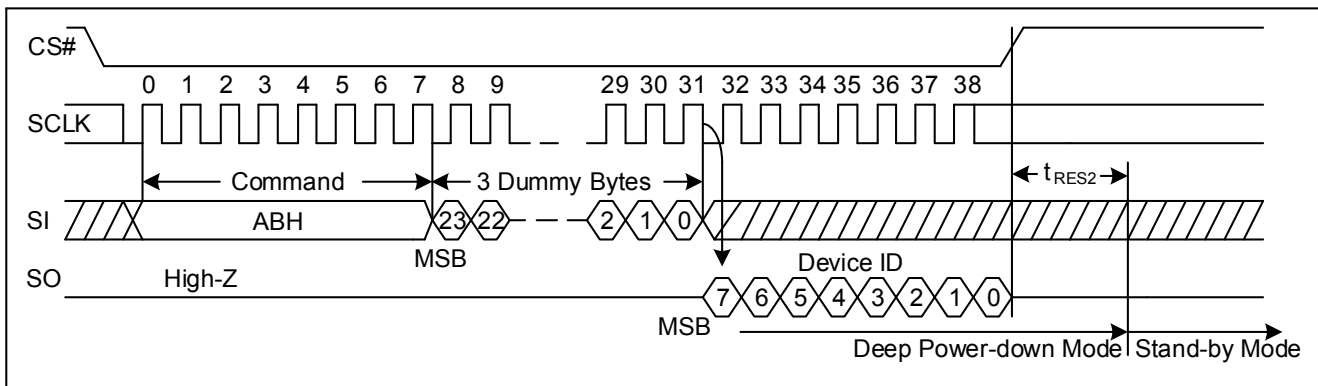 CS#
0 1 2 3 4 5 6 7 8 9 29 30 31 32 33 34 35 36 37 38
SCLK
Command 3 Dummy Bytes tRES2
SI ABH 23 22 2 1 0
MSB
SO High-Z Device ID
7 6 5 4 3 2 1 0
MSB
Deep Power-down Mode Stand-by Mode